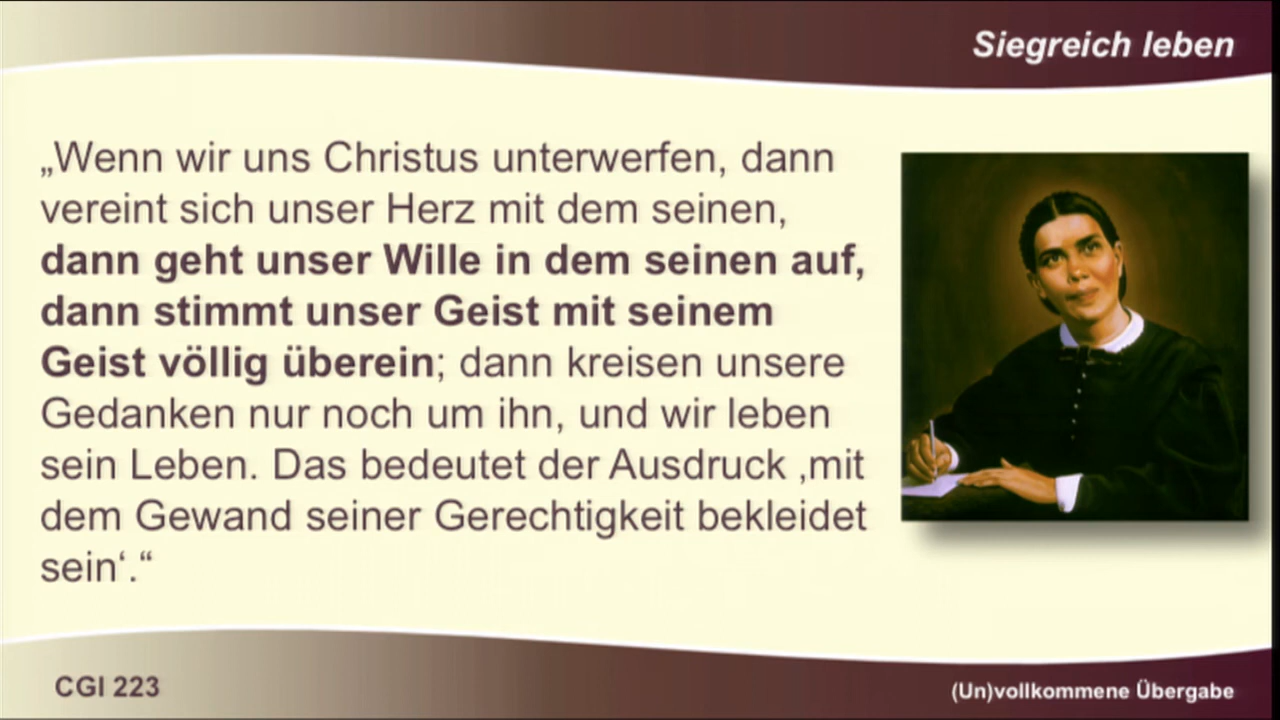 Siegreich leben
„Wenn wir uns Christus unterwerfen, dann
vereint sich unser Herz mit dem seinen,
dann geht unser Wille in dem seinen auf,
dann stimmt unser Geist mit seinem
Geist völlig überein; dann kreisen unsere
Gedanken nur noch um ihn, und wir leben
sein Leben. Das bedeutet der Ausdruck ‚mit
dem Gewand seiner Gerechtigkeit bekleidet
sein‘.“
CGI 223
(Un)vollkommene Übergabe